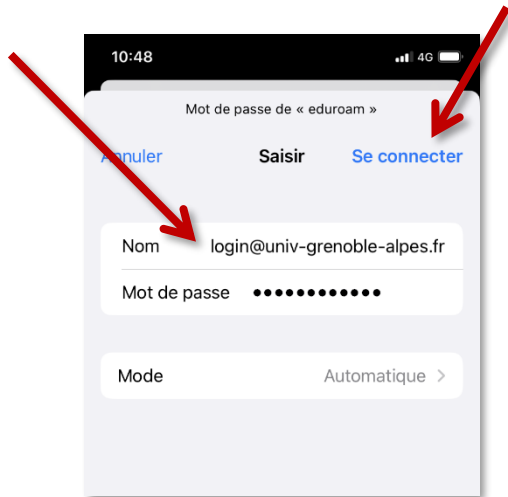 10:48 4G
Mot de passe de « eduroam »
Annuler Saisir Se connecter
Nom login@univ-grenoble-alpes.fr
Mot de passe ••••••••••••
Mode Automatique >